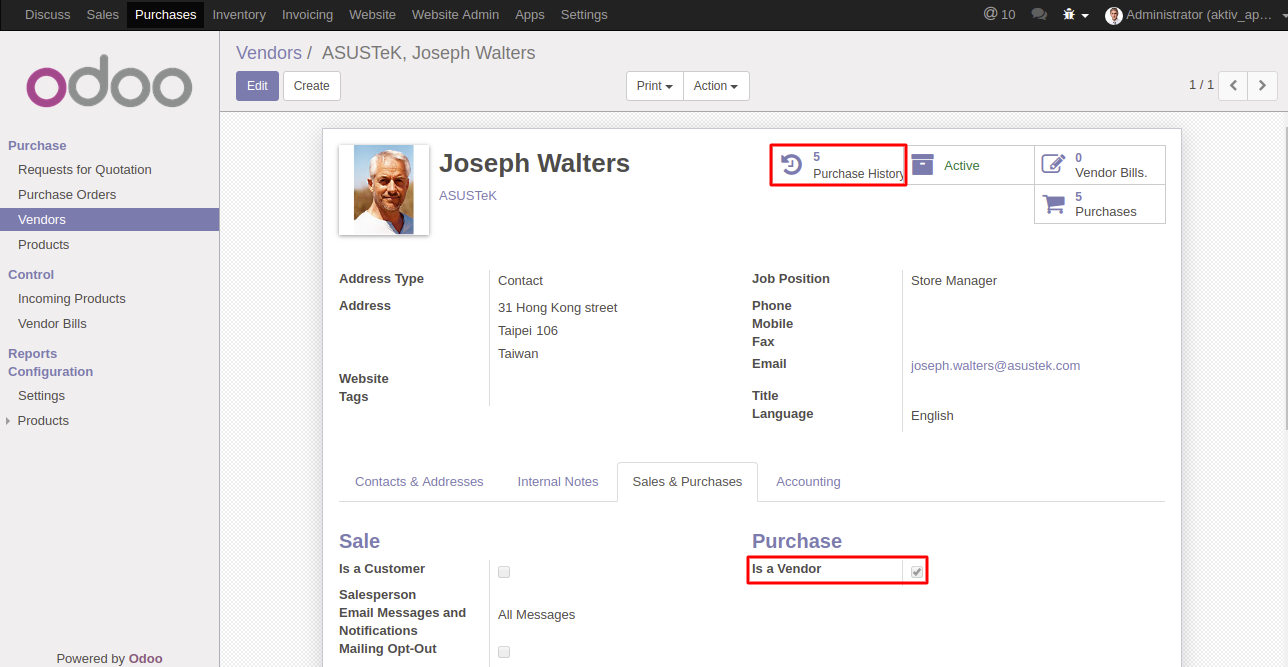 Discuss Sales Purchases Inventory Invoicing Website Website Admin Apps Settings @ 10 Administrator (aktiv_ap...
odoo
Vendors / ASUSTeK, Joseph Walters
Edit Create Print Action 1 / 1
Purchase
Requests for Quotation
Purchase Orders
Vendors
Products
Control
Incoming Products
Vendor Bills
Reports
Configuration
Settings
Products
Powered by Odoo
Joseph Walters
ASUSTeK
5
Purchase History
Active
0
Vendor Bills.
5
Purchases
Address Type Contact
Address 31 Hong Kong street
Taipei 106
Taiwan
Website
Tags
Job Position Store Manager
Phone
Mobile
Fax
Email joseph.walters@asustek.com
Title
Language English
Contacts & Addresses Internal Notes Sales & Purchases Accounting
Sale
Is a Customer
Salesperson
Email Messages and All Messages
Notifications
Mailing Opt-Out
Purchase
Is a Vendor